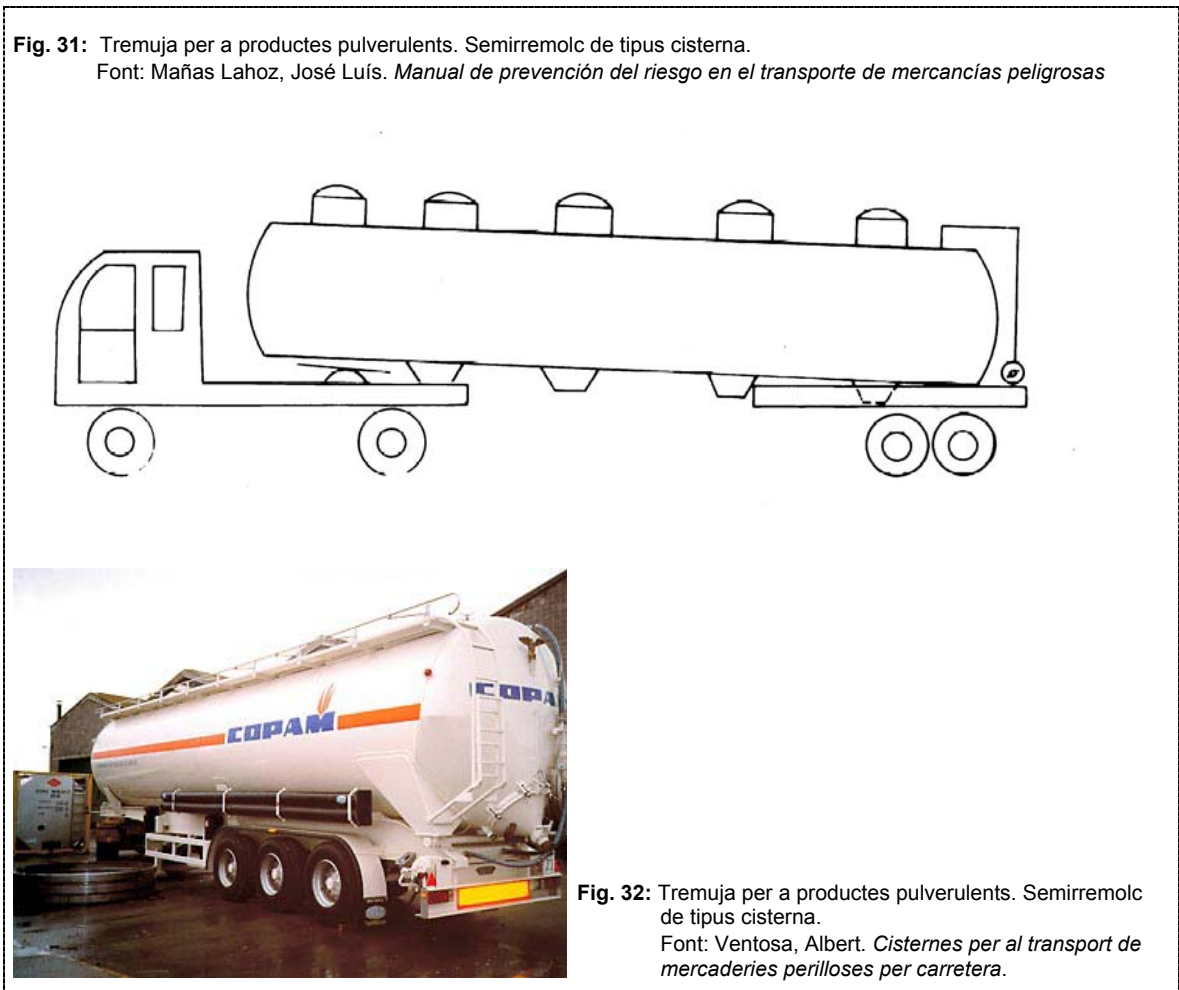 Fig. 31: Tremuja per a productes pulverulents. Semirremolc de tipus cisterna.
Font: Mañas Lahoz, José Luís. Manual de prevención del riesgo en el transporte de mercancías peligrosas
COPAM
COPA
Fig. 32: Tremuja per a productes pulverulents. Semirremolc
de tipus cisterna.
Font: Ventosa, Albert. Cisternes per al transport de
mercaderies perilloses per carretera.